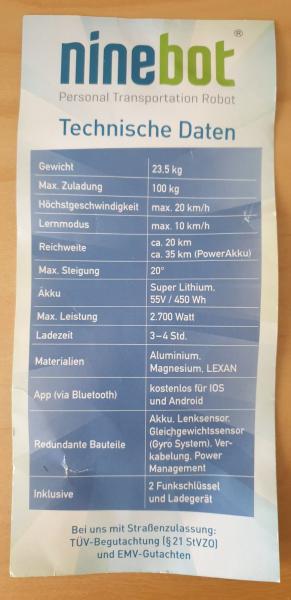 ninebot®
Personal Transportation Robot
Technische Daten
Gewicht 23,5 kg
Max. Zuladung 100 kg
Höchstgeschwindigkeit max. 20 km/h
Lernmodus max. 10 km/h
Reichweite ca. 20 km
ca. 35 km (PowerAkku)
Max. Steigung 20°
Akku Super Lithium,
55V / 450 Wh
Max. Leistung 2.700 Watt
Ladezeit 3–4 Std.
Materialien Aluminium,
Magnesium, LEXAN
App (via Bluetooth) kostenlos für IOS
und Android
Redundante Bauteile Akku, Lenksensor,
Gleichgewichtssensor
(Gyro System), Ver-
kabelung, Power
Management
Inklusive 2 Funkschlüssel
und Ladegerät
Bei uns mit Straßenzulassung:
TÜV-Begutachtung (§ 21 StVZO)
und EMV-Gutachten